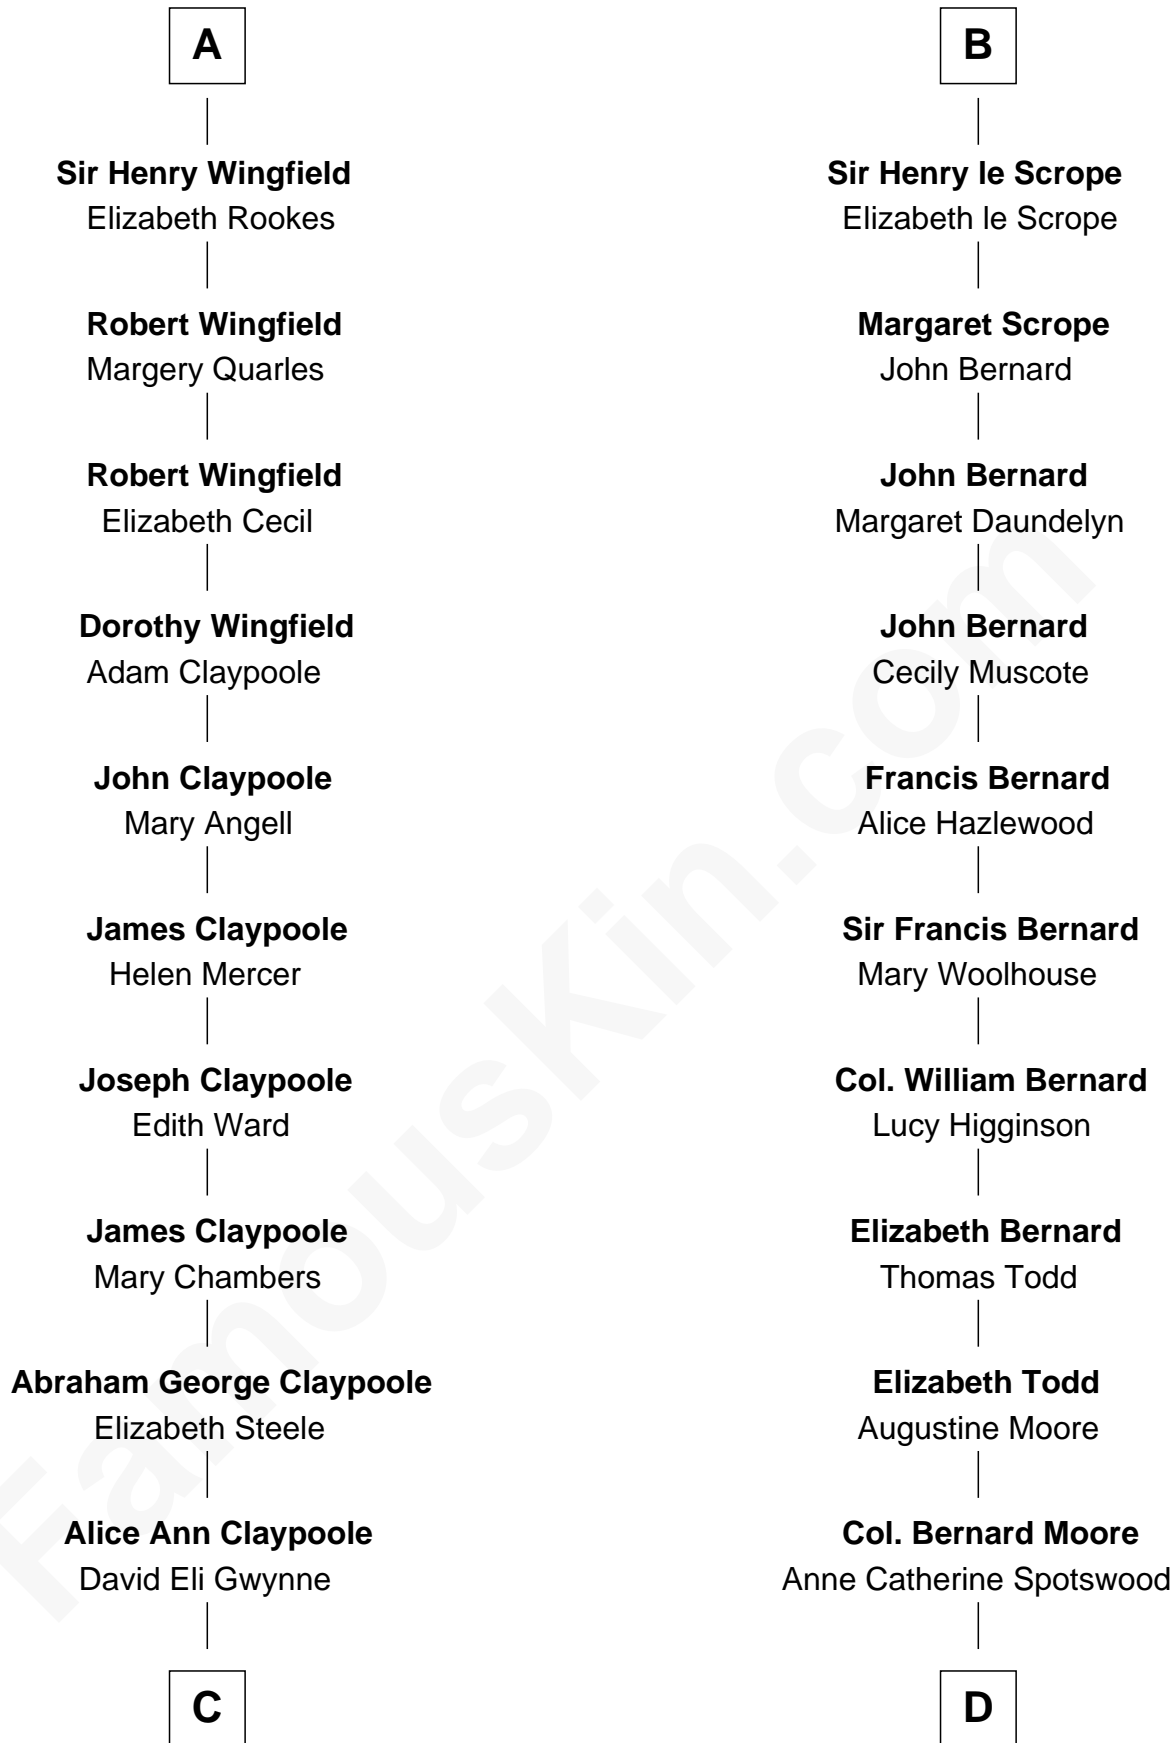 A
Sir Henry Wingfield
Elizabeth Rookes
Robert Wingfield
Margery Quarles
Robert Wingfield
Elizabeth Cecil
Dorothy Wingfield
Adam Claypoole
John Claypoole
Mary Angell
James Claypoole
Helen Mercer
Joseph Claypoole
Edith Ward
James Claypoole
Mary Chambers
Abraham George Claypoole
Elizabeth Steele
Alice Ann Claypoole
David Eli Gwynne
C
B
Sir Henry le Scrope
Elizabeth le Scrope
Margaret Scrope
John Bernard
John Bernard
Margaret Daundelyn
John Bernard
Cecily Muscote
Francis Bernard
Alice Hazlewood
Sir Francis Bernard
Mary Woolhouse
Col. William Bernard
Lucy Higginson
Elizabeth Bernard
Thomas Todd
Elizabeth Todd
Augustine Moore
Col. Bernard Moore
Anne Catherine Spotswood
D
FamousKin.com